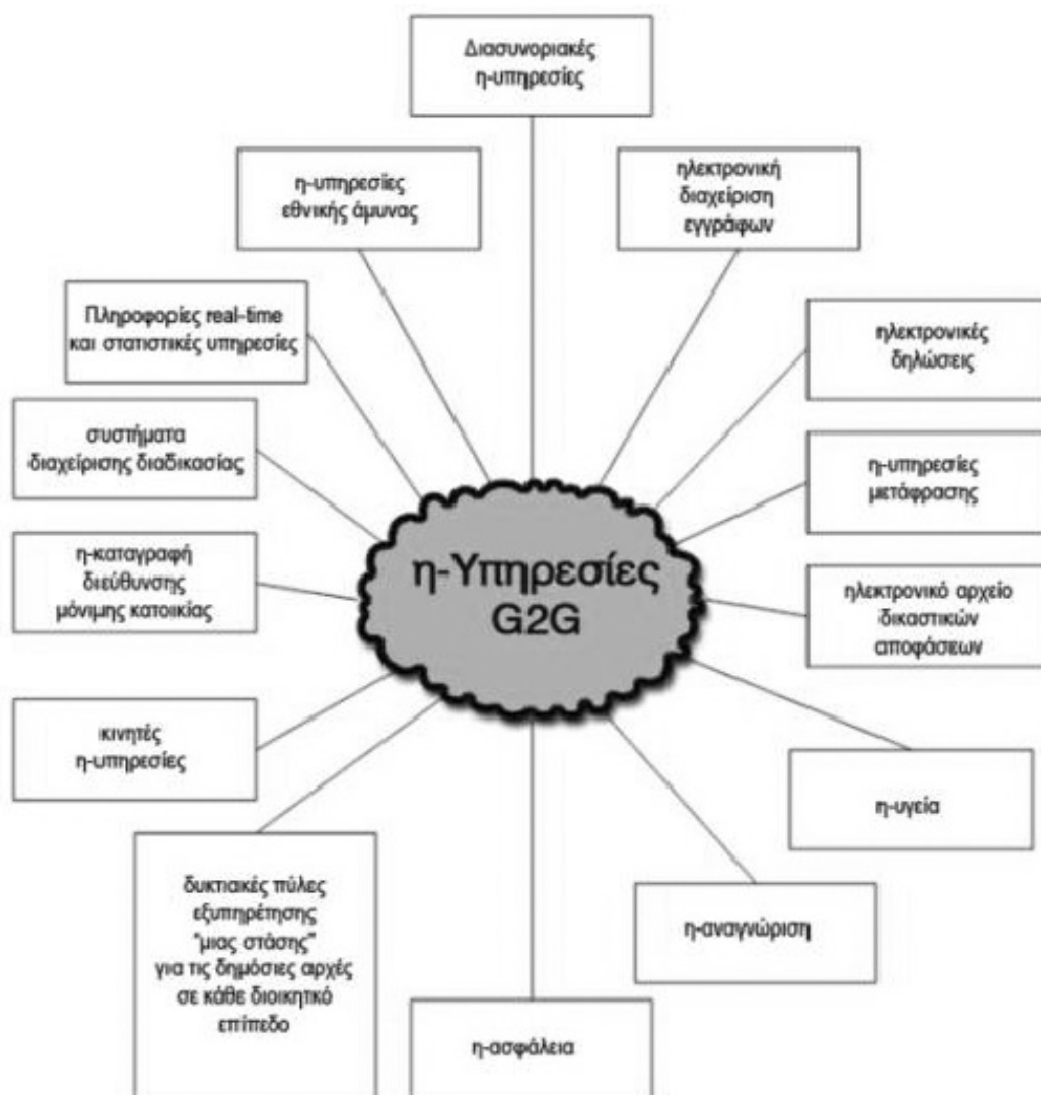 Διασυνοριακές
η-υπηρεσίες
η-υπηρεσίες
εθνικής άμυνας
ηλεκτρονική
διαχείριση
εγγράφων
Πληροφορίες real-time
και στατιστικές υπηρεσίες
ηλεκτρονικές
δηλώσεις
συστήματα
διαχείρισης διαδικασίας
η-υπηρεσίες
μετάφρασης
η-καταγραφή
διεύθυνσης
μόνιμης κατοικίας
η-Υπηρεσίες
G2G
ηλεκτρονικό αρχείο
δικαστικών
αποφάσεων
κινητές
η-υπηρεσίες
η-υγεία
δυκτιακές πύλες
εξυπηρέτησης
"μιας στάσης"
για τις δημόσιες αρχές
σε κάθε διοικητικό
επίπεδο
η-αναγνώριση
η-ασφάλεια